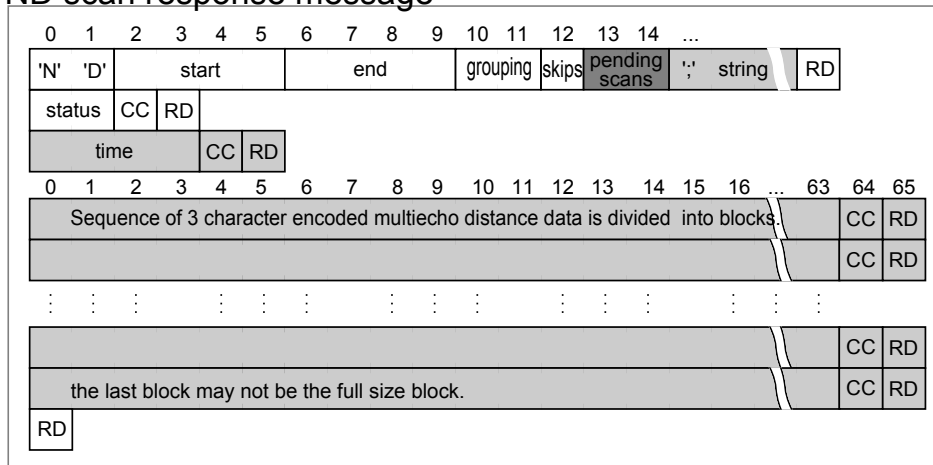 ND scan response message
0 1 2 3 4 5 6 7 8 9 10 11 12 13 14 ...
'N' 'D' start end grouping skips pending scans ';' string RD
status CC RD
time CC RD
0 1 2 3 4 5 6 7 8 9 10 11 12 13 14 15 16 ... 63 64 65
Sequence of 3 character encoded multiecho distance data is divided into blocks. CC RD
CC RD
CC RD
the last block may not be the full size block. CC RD
RD